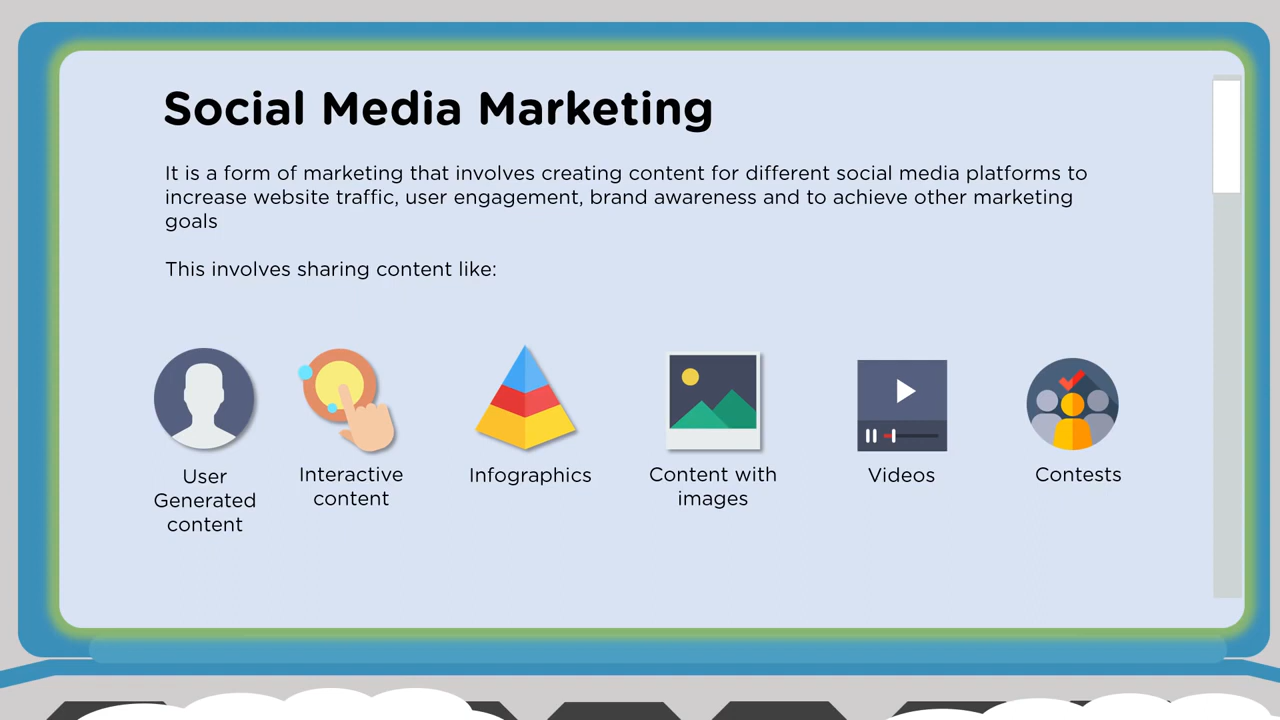 Social Media Marketing
It is a form of marketing that involves creating content for different social media platforms to
increase website traffic, user engagement, brand awareness and to achieve other marketing
goals
This involves sharing content like:
User
Generated
content
Interactive
content
Infographics
Content with
images
Videos
Contests